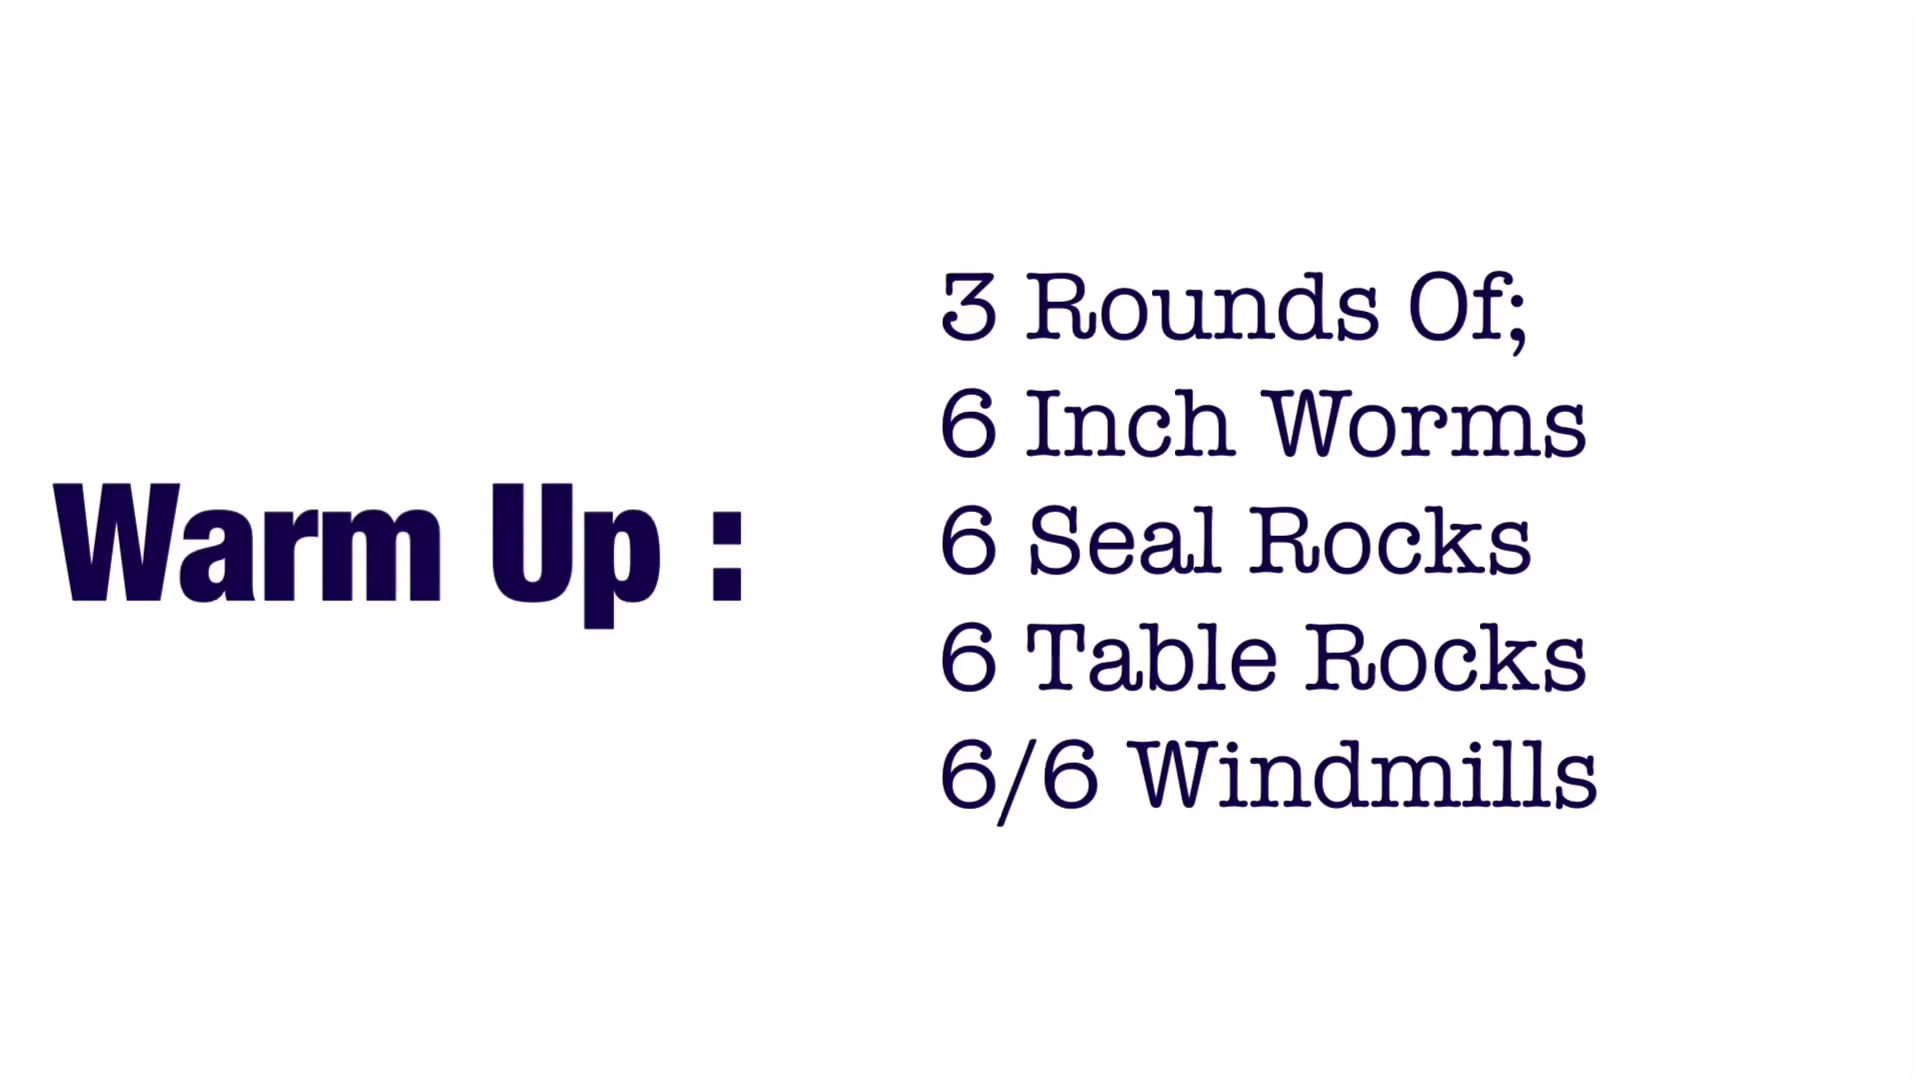 Warm Up :
3 Rounds Of;
6 Inch Worms
6 Seal Rocks
6 Table Rocks
6/6 Windmills